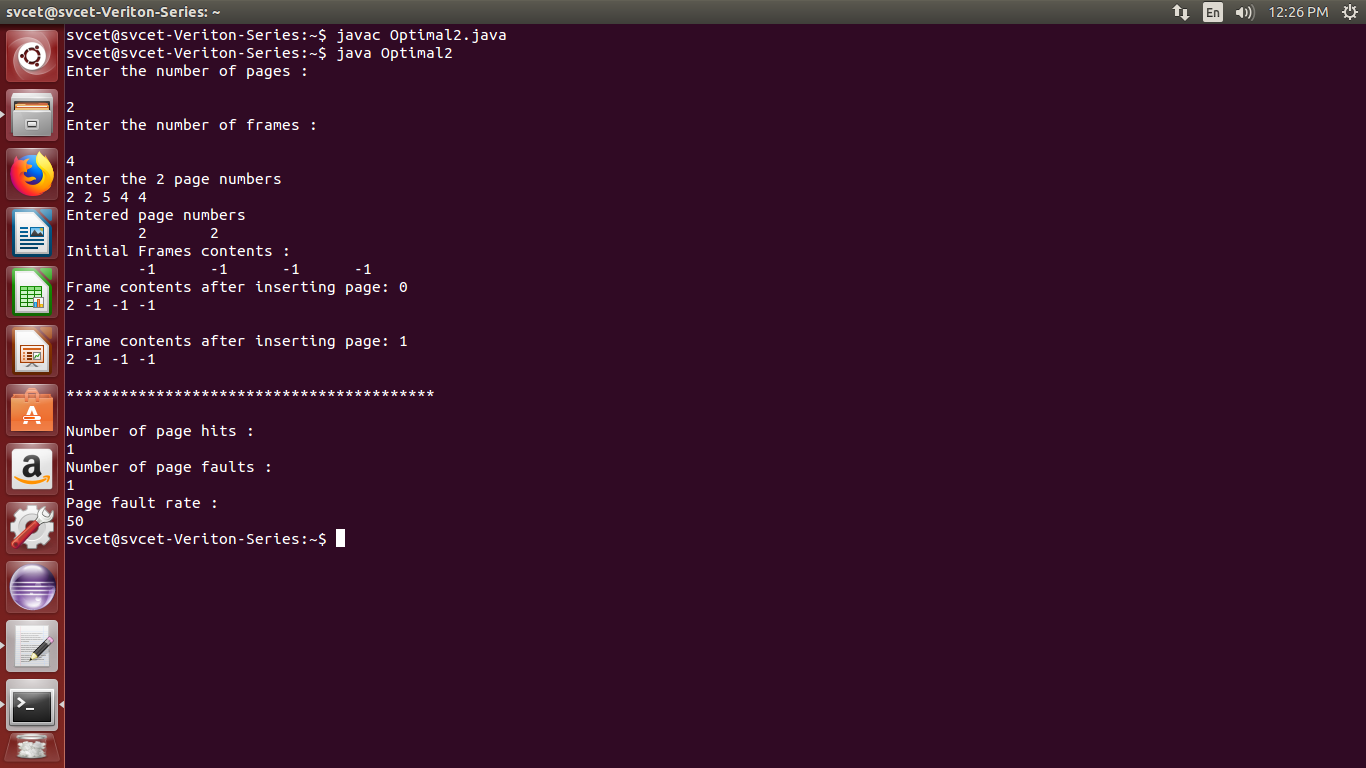 svcet@svcet-Veriton-Series: ~
En
12:26 PM
svcet@svcet-Veriton-Series:~$ javac Optimal2.java
svcet@svcet-Veriton-Series:~$ java Optimal2
Enter the number of pages :
2
Enter the number of frames :
4
enter the 2 page numbers
2 2 5 4 4
Entered page numbers
2 2
Initial Frames contents :
-1 -1 -1 -1
Frame contents after inserting page: 0
2 -1 -1 -1
Frame contents after inserting page: 1
2 -1 -1 -1
*****************************************
Number of page hits :
1
Number of page faults :
1
Page fault rate :
50
svcet@svcet-Veriton-Series:~$